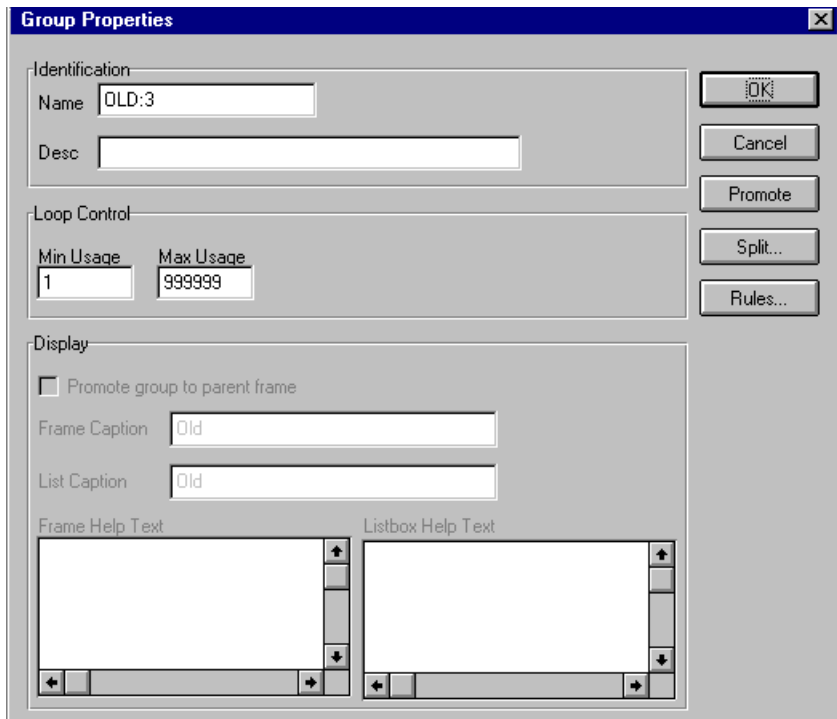 Group Properties
Identification
Name OLD:3
Desc
OK
Cancel
Promote
Split...
Rules...
Loop Control
Min Usage Max Usage
1 999999
Display
Promote group to parent frame
Frame Caption Old
List Caption Old
Frame Help Text Listbox Help Text